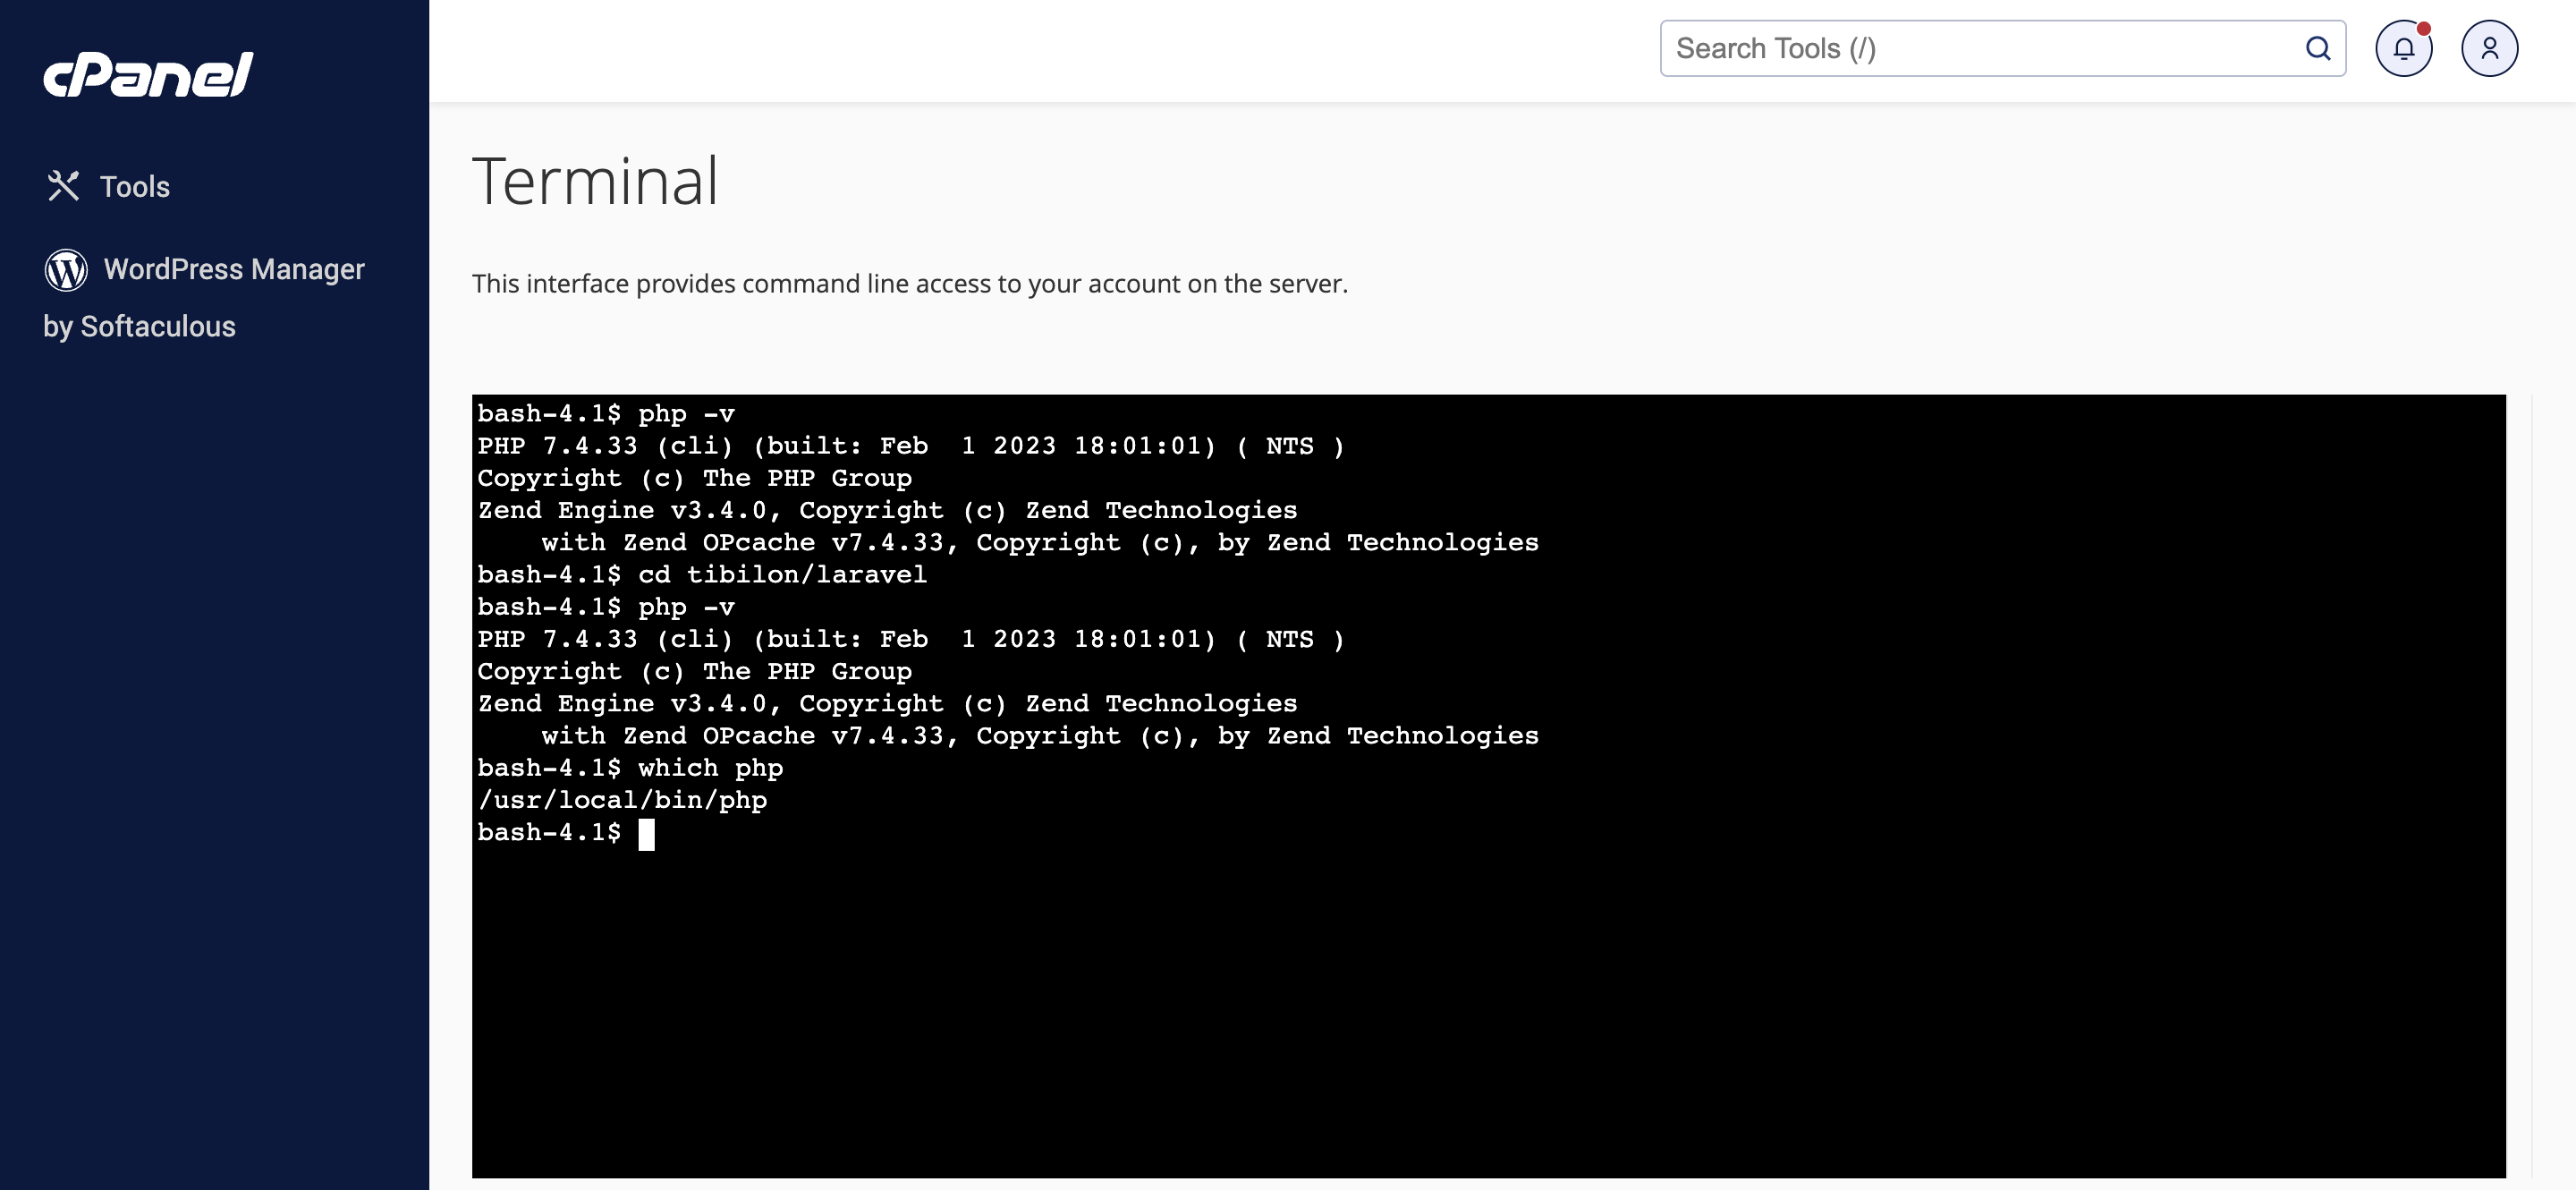 cPanel
Tools
WordPress Manager
by Softaculous
Search Tools (/)
Terminal
This interface provides command line access to your account on the server.
bash-4.1$ php -v
PHP 7.4.33 (cli) (built: Feb  1 2023 18:01:01) ( NTS )
Copyright (c) The PHP Group
Zend Engine v3.4.0, Copyright (c) Zend Technologies
    with Zend OPcache v7.4.33, Copyright (c), by Zend Technologies
bash-4.1$ cd tibilon/laravel
bash-4.1$ php -v
PHP 7.4.33 (cli) (built: Feb  1 2023 18:01:01) ( NTS )
Copyright (c) The PHP Group
Zend Engine v3.4.0, Copyright (c) Zend Technologies
    with Zend OPcache v7.4.33, Copyright (c), by Zend Technologies
bash-4.1$ which php
/usr/local/bin/php
bash-4.1$